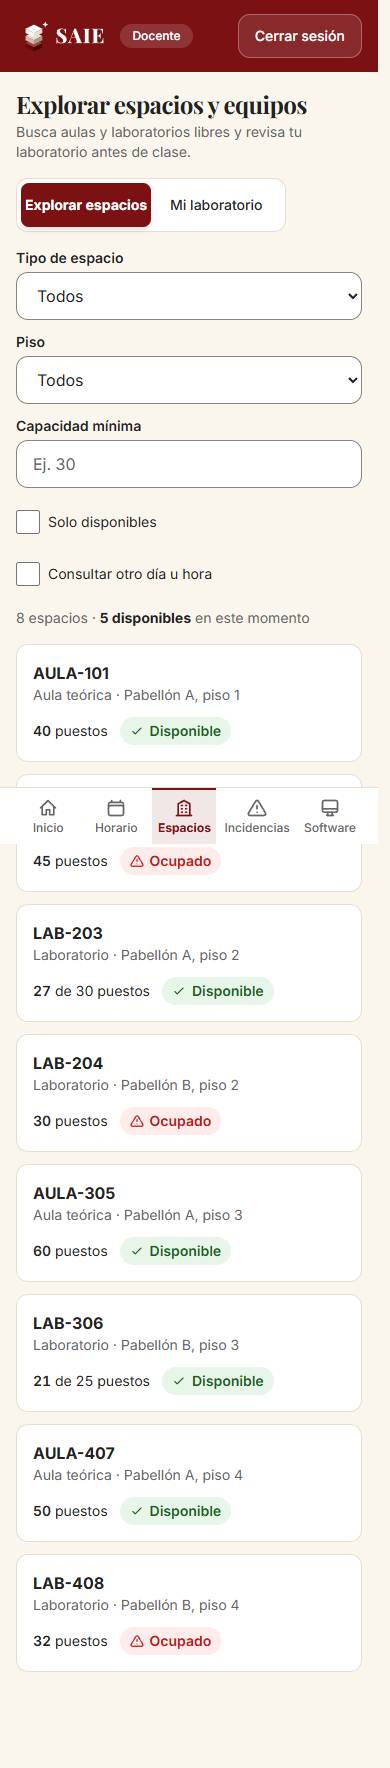 SAIE
Docente
Cerrar sesión
Explorar espacios y equipos
Busca aulas y laboratorios libres y revisa tu
laboratorio antes de clase.
Explorar espacios
Mi laboratorio
Tipo de espacio
Todos
Piso
Todos
Capacidad mínima
Ej. 30
Solo disponibles
Consultar otro día u hora
8 espacios · 5 disponibles en este momento
AULA-101
Aula teórica · Pabellón A, piso 1
40 puestos
Disponible
Inicio
Horario
Espacios
Incidencias
Software
45 puestos
Ocupado
LAB-203
Laboratorio · Pabellón A, piso 2
27 de 30 puestos
Disponible
LAB-204
Laboratorio · Pabellón B, piso 2
30 puestos
Ocupado
AULA-305
Aula teórica · Pabellón A, piso 3
60 puestos
Disponible
LAB-306
Laboratorio · Pabellón B, piso 3
21 de 25 puestos
Disponible
AULA-407
Aula teórica · Pabellón A, piso 4
50 puestos
Disponible
LAB-408
Laboratorio · Pabellón B, piso 4
32 puestos
Ocupado